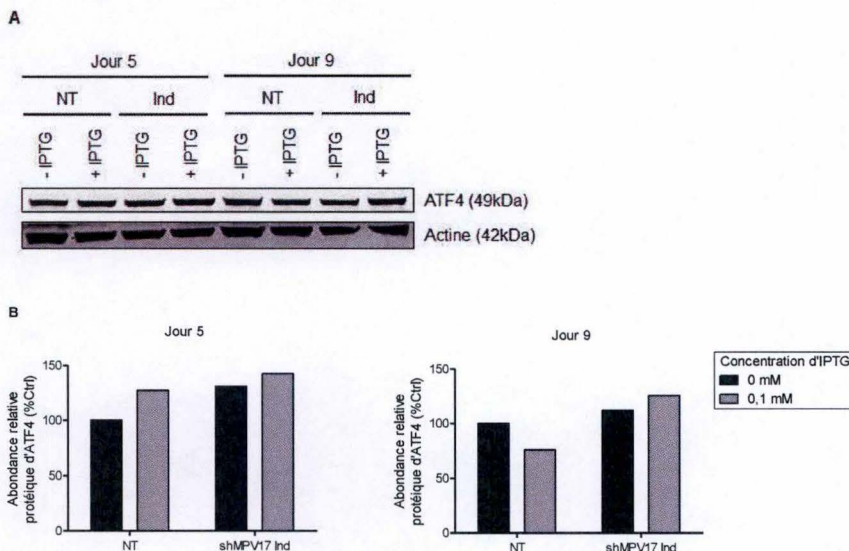 A
Jour 5 Jour 9
NT Ind NT Ind
- IPTG + IPTG - IPTG + IPTG - IPTG + IPTG - IPTG + IPTG
ATF4 (49kDa)
Actine (42kDa)
B
Jour 5
Abondance relative
protéique d'ATF4 (%Ctrl)
150
100
50
0
NT shMPV17 Ind
Jour 9
Abondance relative
protéique d'ATF4 (%Ctrl)
150
100
50
0
NT shMPV17 Ind
Concentration d'IPTG
0 mM
0,1 mM